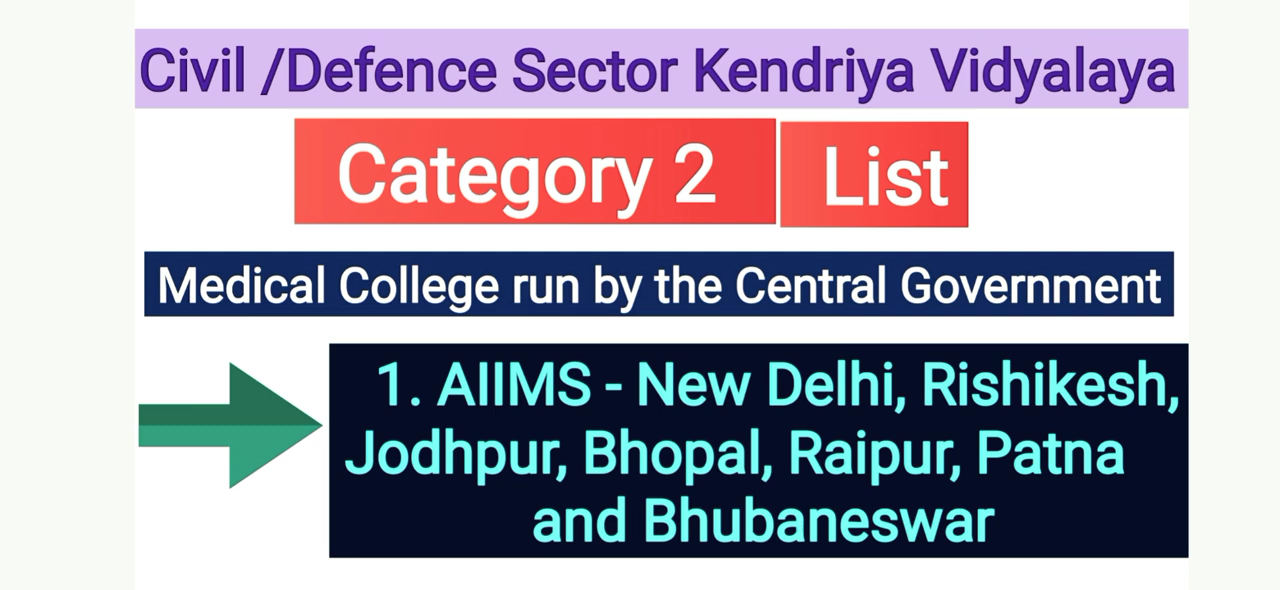 Civil /Defence Sector Kendriya Vidyalaya
Category 2 List
Medical College run by the Central Government
1. AIIMS - New Delhi, Rishikesh,
Jodhpur, Bhopal, Raipur, Patna
and Bhubaneswar